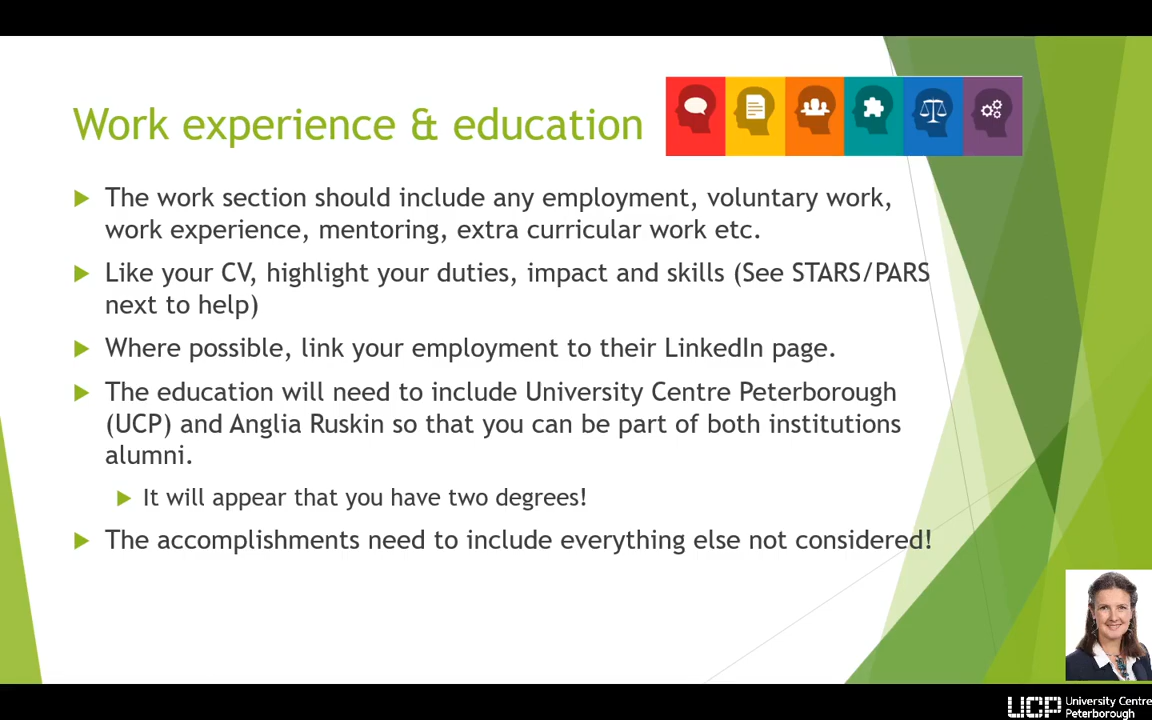 Work experience & education
The work section should include any employment, voluntary work,
work experience, mentoring, extra curricular work etc.
Like your CV, highlight your duties, impact and skills (See STARS/PARS
next to help)
Where possible, link your employment to their LinkedIn page.
The education will need to include University Centre Peterborough
(UCP) and Anglia Ruskin so that you can be part of both institutions
alumni.
It will appear that you have two degrees!
The accomplishments need to include everything else not considered!
UCP University Centre
Peterborough